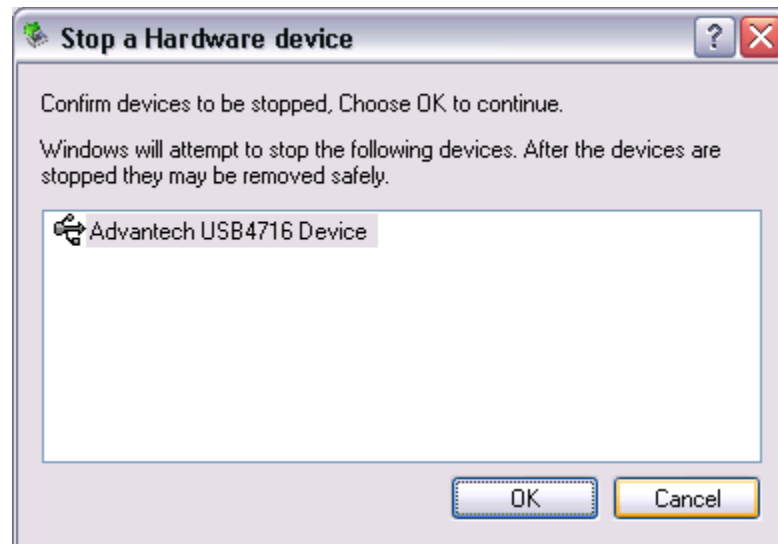 Stop a Hardware device
Confirm devices to be stopped, Choose OK to continue.
Windows will attempt to stop the following devices. After the devices are
stopped they may be removed safely.
Advantech USB4716 Device
OK Cancel